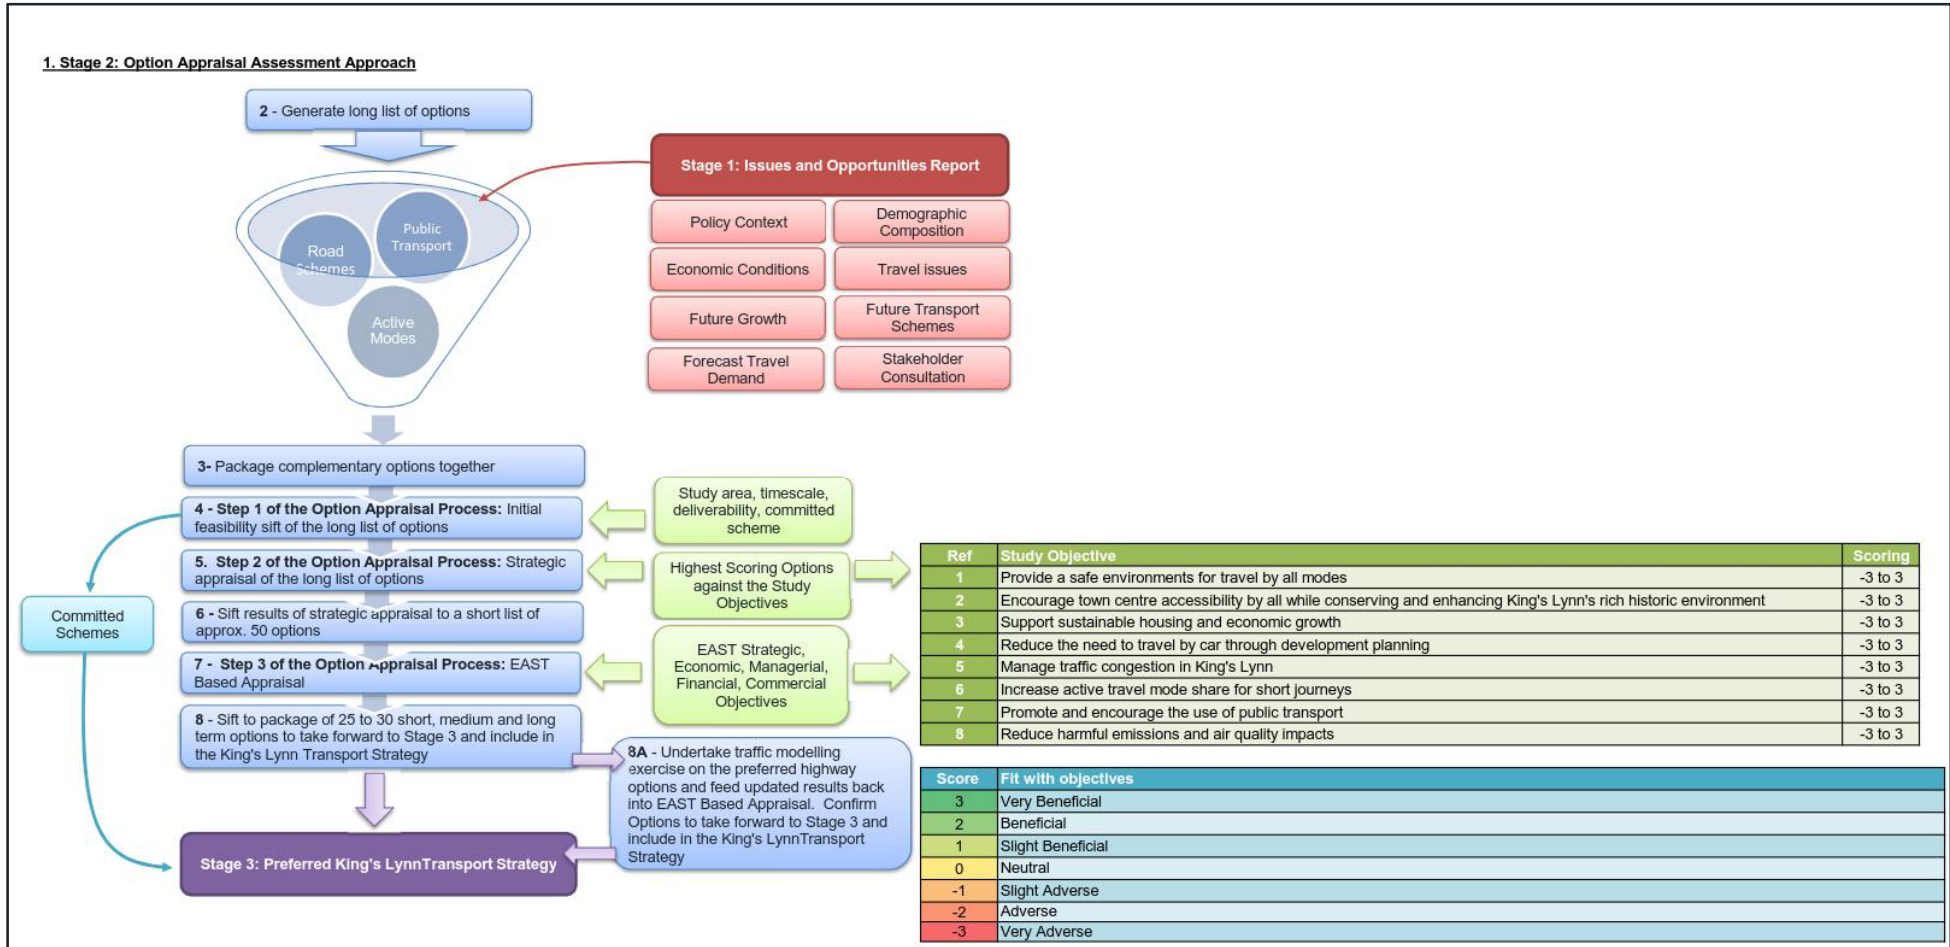 1. Stage 2: Option Appraisal Assessment Approach
2 - Generate long list of options
Stage 1: Issues and Opportunities Report
Policy Context
Demographic
Composition
Economic Conditions
Travel issues
Future Growth
Future Transport
Schemes
Forecast Travel
Demand
Stakeholder
Consultation
Road
Schemes
Public
Transport
Active
Modes
3- Package complementary options together
4 - Step 1 of the Option Appraisal Process: Initial
feasibility sift of the long list of options
Study area, timescale,
deliverability, committed
scheme
5. Step 2 of the Option Appraisal Process: Strategic
appraisal of the long list of options
Highest Scoring Options
against the Study
Objectives
Committed
Schemes
6 - Sift results of strategic appraisal to a short list of
approx. 50 options
7 - Step 3 of the Option Appraisal Process: EAST
Based Appraisal
EAST Strategic,
Economic, Managerial,
Financial, Commercial
Objectives
8 - Sift to package of 25 to 30 short, medium and long
term options to take forward to Stage 3 and include in
the King's Lynn Transport Strategy
8A - Undertake traffic modelling
exercise on the preferred highway
options and feed updated results back
into EAST Based Appraisal. Confirm
Options to take forward to Stage 3 and
include in the King's LynnTransport
Strategy
Stage 3: Preferred King's LynnTransport Strategy
Ref Study Objective Scoring
1 Provide a safe environments for travel by all modes -3 to 3
2 Encourage town centre accessibility by all while conserving and enhancing King's Lynn's rich historic environment -3 to 3
3 Support sustainable housing and economic growth -3 to 3
4 Reduce the need to travel by car through development planning -3 to 3
5 Manage traffic congestion in King's Lynn -3 to 3
6 Increase active travel mode share for short journeys -3 to 3
7 Promote and encourage the use of public transport -3 to 3
8 Reduce harmful emissions and air quality impacts -3 to 3
Score Fit with objectives
3 Very Beneficial
2 Beneficial
1 Slight Beneficial
0 Neutral
-1 Slight Adverse
-2 Adverse
-3 Very Adverse